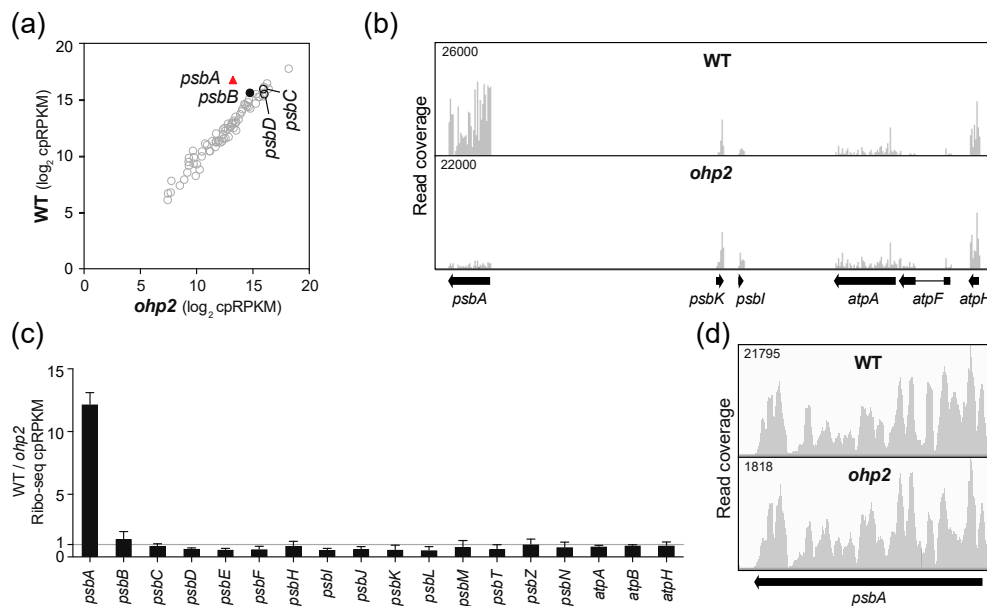 (a)
20
15
10
5
0
WT (log2 cpRPKM)
psbA
psbB
psbD
psbC
0 5 10 15 20
ohp2 (log2 cpRPKM)
(b)
Read coverage
26000
WT
22000
ohp2
psbA psbK psbI atpA atpF atpH
(c)
WT / ohp2
Ribo-seq cpRPKM
15
10
5
1
0
psbA psbB psbC psbD psbE psbF psbH psbI psbJ psbK psbL psbM psbT psbZ psbN atpA atpB atpH
(d)
Read coverage
21795
WT
1818
ohp2
psbA